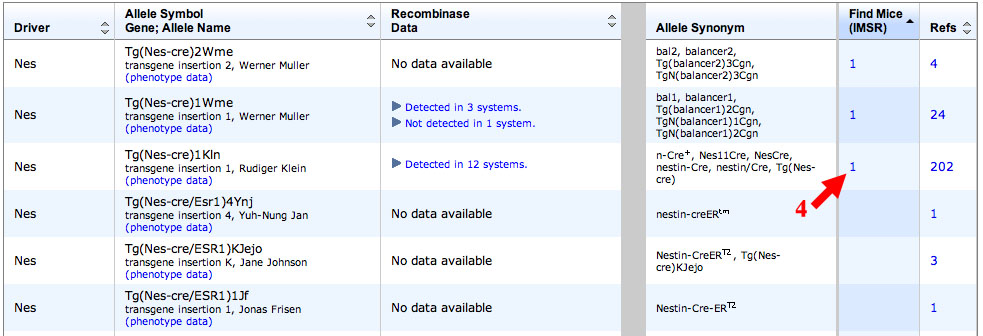 Driver
Allele Symbol
Gene; Allele Name
Recombinase
Data
Allele Synonym
Find Mice
(IMSR)
Refs
Nes
Tg(Nes-cre)2Wme
transgene insertion 2, Werner Muller
(phenotype data)
No data available
bal2, balancer2,
Tg(balancer2)3Cgn,
TgN(balancer2)3Cgn
1
4
Nes
Tg(Nes-cre)1Wme
transgene insertion 1, Werner Muller
(phenotype data)
Detected in 3 systems.
Not detected in 1 system.
bal1, balancer1,
Tg(balancer1)2Cgn,
TgN(balancer1)1Cgn,
TgN(balancer1)2Cgn
1
24
Nes
Tg(Nes-cre)1Kln
transgene insertion 1, Rudiger Klein
(phenotype data)
Detected in 12 systems.
n-Cre+, Nes11Cre, NesCre,
nestin-Cre, nestin/Cre, Tg(Nes-
cre)
1
202
4
Nes
Tg(Nes-cre/Esr1)4Ynj
transgene insertion 4, Yuh-Nung Jan
(phenotype data)
No data available
nestin-creERtm
1
Nes
Tg(Nes-cre/ESR1)KJejo
transgene insertion K, Jane Johnson
(phenotype data)
No data available
Nestin-CreERT2, Tg(Nes-
cre)KJejo
3
Nes
Tg(Nes-cre/ESR1)1Jf
transgene insertion 1, Jonas Frisen
(phenotype data)
No data available
Nestin-Cre-ERT2
1